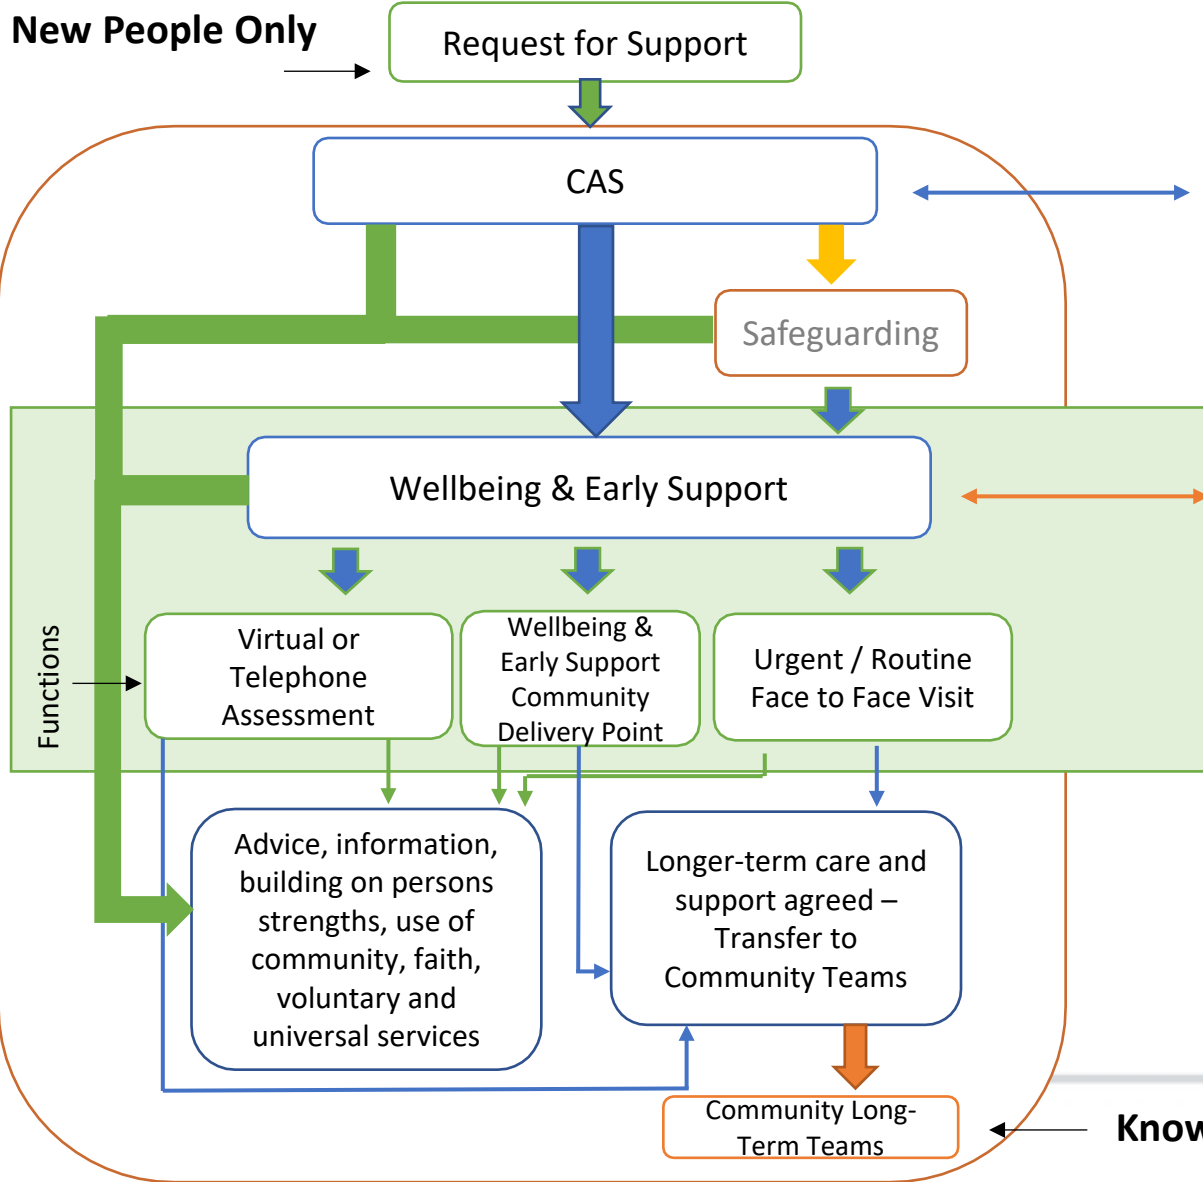 New People Only
Request for Support
CAS
Safeguarding
Wellbeing & Early Support
Functions
Virtual or
Telephone
Assessment
Wellbeing &
Early Support
Community
Delivery Point
Urgent / Routine
Face to Face Visit
Advice, information,
building on persons
strengths, use of
community, faith,
voluntary and
universal services
Longer-term care and
support agreed –
Transfer to
Community Teams
Community Long-
Term Teams
Know